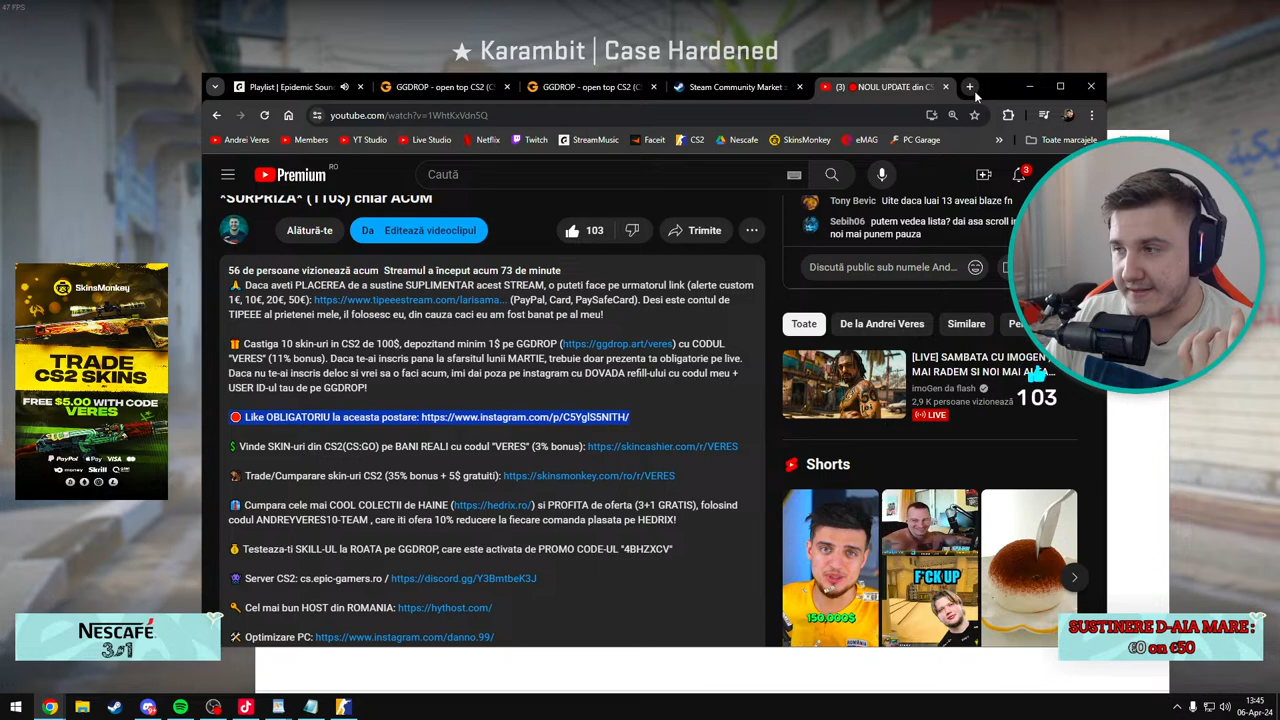 47 FPS
★ Karambit | Case Hardened
Playlist | Epidemic Soun
GGDROP - open top CS2 (C
GGDROP - open top CS2 (C
Steam Community Market :
(3) 🔴NOUL UPDATE din CS
youtube.com/watch?v=1WhtKxVdn5Q
Andrei Veres
Members
YT Studio
Live Studio
Netflix
Twitch
StreamMusic
Faceit
CS2
Nescafe
SkinsMonkey
eMAG
PC Garage
»
Toate marcajele
Premium RO
Caută
3
*SURPRIZA* (110$) chiar ACUM
Alătură-te
Da Editează videoclipul
103
Trimite
56 de persoane vizionează acum Streamul a început acum 73 de minute
🙏 Daca aveti PLACEREA de a sustine SUPLIMENTAR acest STREAM, o puteti face pe urmatorul link (alerte custom
1€, 10€, 20€, 50€): https://www.tipeeestream.com/larisama... (PayPal, Card, PaySafeCard). Desi este contul de
TIPEEE al prietenei mele, il folosesc eu, din cauza caci eu am fost banat pe al meu!
🎁 Castiga 10 skin-uri in CS2 de 100$, depozitand minim 1$ pe GGDROP (https://ggdrop.art/veres) cu CODUL
"VERES" (11% bonus). Daca te-ai inscris pana la sfarsitul lunii MARTIE, trebuie doar prezenta ta obligatorie pe live.
Daca nu te-ai inscris deloc si vrei sa o faci acum, imi dai poza pe instagram cu DOVADA refill-ului cu codul meu +
USER ID-ul tau de pe GGDROP!
🔴 Like OBLIGATORIU la aceasta postare: https://www.instagram.com/p/C5YglS5NITH/
💲 Vinde SKIN-uri din CS2(CS:GO) pe BANI REALI cu codul "VERES" (3% bonus): https://skincashier.com/r/VERES
Trade/Cumparare skin-uri CS2 (35% bonus + 5$ gratuiti): https://skinsmonkey.com/ro/r/VERES
Cumpara cele mai COOL COLECTII de HAINE (https://hedrix.ro/) si PROFITA de oferta (3+1 GRATIS), folosind
codul ANDREYVERES10-TEAM , care iti ofera 10% reducere la fiecare comanda plasata pe HEDRIX!
Testeaza-ti SKILL-UL la ROATA pe GGDROP, care este activata de PROMO CODE-UL "4BHZXCV"
Server CS2: cs.epic-gamers.ro / https://discord.gg/Y3BmtbeK3J
Cel mai bun HOST din ROMANIA: https://hythost.com/
Optimizare PC: https://www.instagram.com/danno.99/
Tony Bevic Uite daca luai 13 aveai blaze fn
Sebih06 putem vedea lista? dai asa scroll in
noi mai punem pauza
Discută public sub numele And...
Toate
De la Andrei Veres
Similare
[LIVE] SAMBATA CU IMOGEN
MAI RADEM SI NOI MAI
imoGen da flash
2,9 K persoane vizionează
LIVE
103
Shorts
150,000$
F*CK UP
SkinsMonkey
TRADE
CS2 SKINS
FREE $5.00 WITH CODE
VERES
PayPal
VISA
G Pay
money
Skrill
NESCAFÉ
3în1
SUSTINERE D-AIA MARE :
€0 on €50
13:45
06-Apr-24